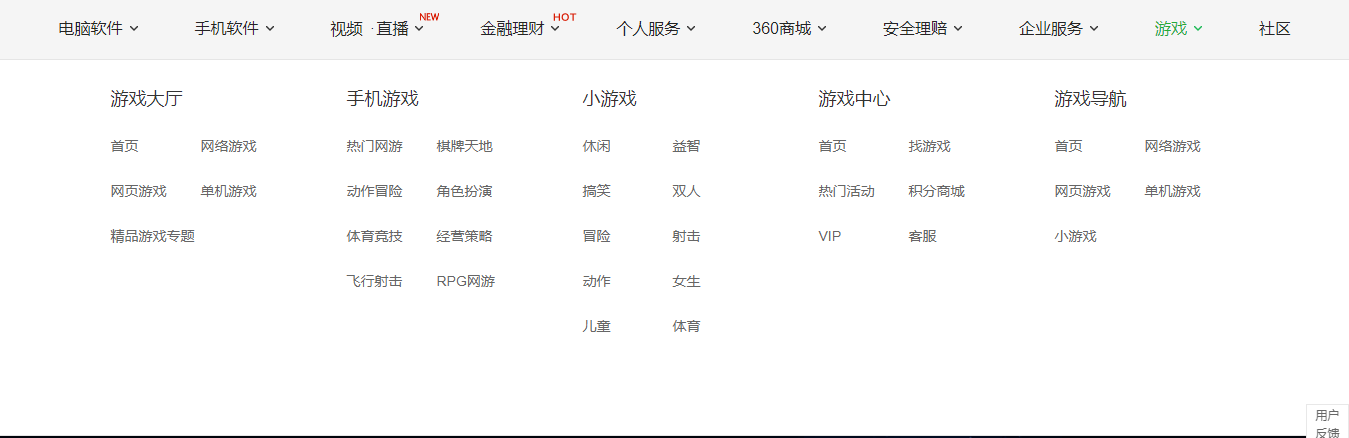 电脑软件 手机软件 视频 · 直播 NEW 金融理财 HOT 个人服务 360商城 安全理赔 企业服务 游戏 社区
游戏大厅 手机游戏 小游戏 游戏中心 游戏导航
首页 网络游戏 热门网游 棋牌天地 休闲 益智 首页 找游戏 首页 网络游戏
网页游戏 单机游戏 动作冒险 角色扮演 搞笑 双人 热门活动 积分商城 网页游戏 单机游戏
精品游戏专题 体育竞技 经营策略 冒险 射击 VIP 客服 小游戏
飞行射击 RPG网游 动作 女生
儿童 体育
用户
反馈